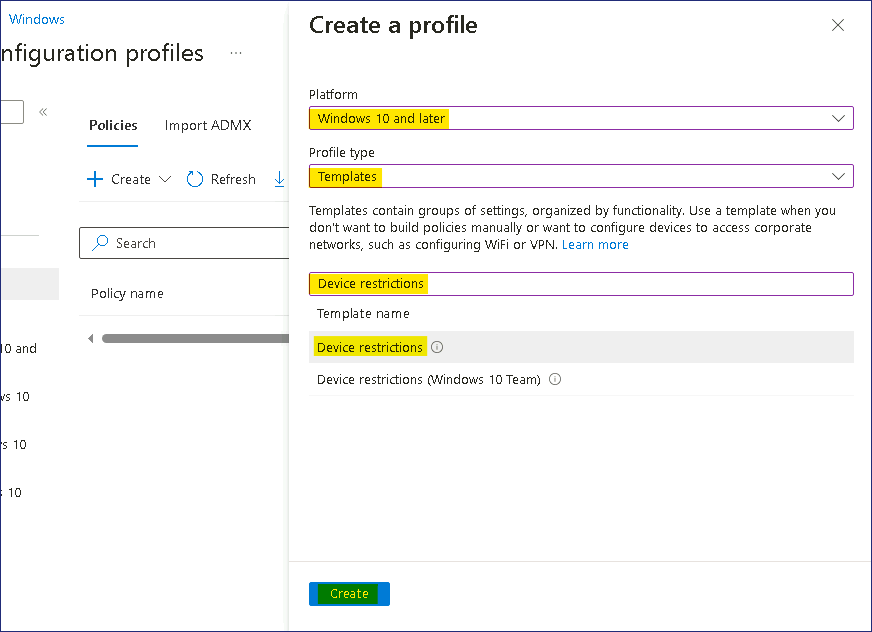 Windows
nfiguration profiles
...
«
Policies
Import ADMX
Create
Refresh
Search
Policy name
10 and
ws 10
s 10
10
Create a profile
Platform
Windows 10 and later
Profile type
Templates
Templates contain groups of settings, organized by functionality. Use a template when you
don't want to build policies manually or want to configure devices to access corporate
networks, such as configuring WiFi or VPN. Learn more
Device restrictions
Template name
Device restrictions
Device restrictions (Windows 10 Team)
Create